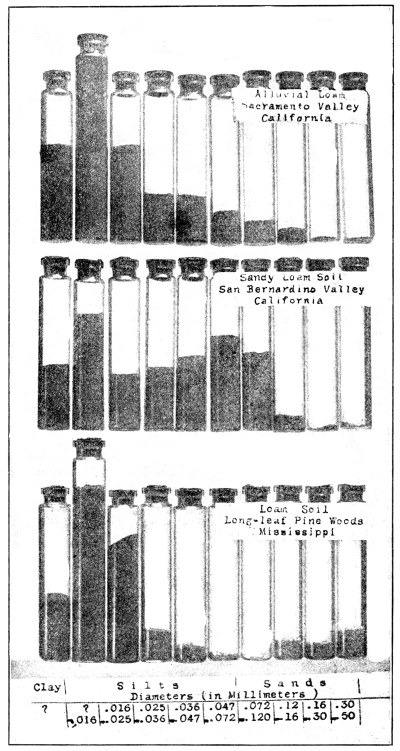 Alluvial Loam
Sacramento Valley
California
Sandy Loam Soil
San Bernardino Valley
California
Loam Soil
Long-leaf Pine Woods
Mississippi
Clay Silts Sands
Diameters (in Millimeters)
? ? .016 .025 .036 .047 .072 .12 .16 .30
.016 .025 .036 .047 .072 .120 .16 .30 .50